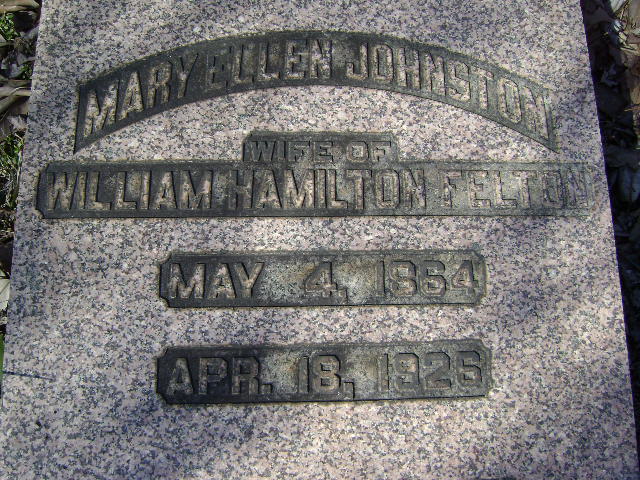 MARY ELLEN JOHNSTON
WIFE OF
WILLIAM HAMILTON FELTON
MAY 4, 1864
APR. 18, 1926